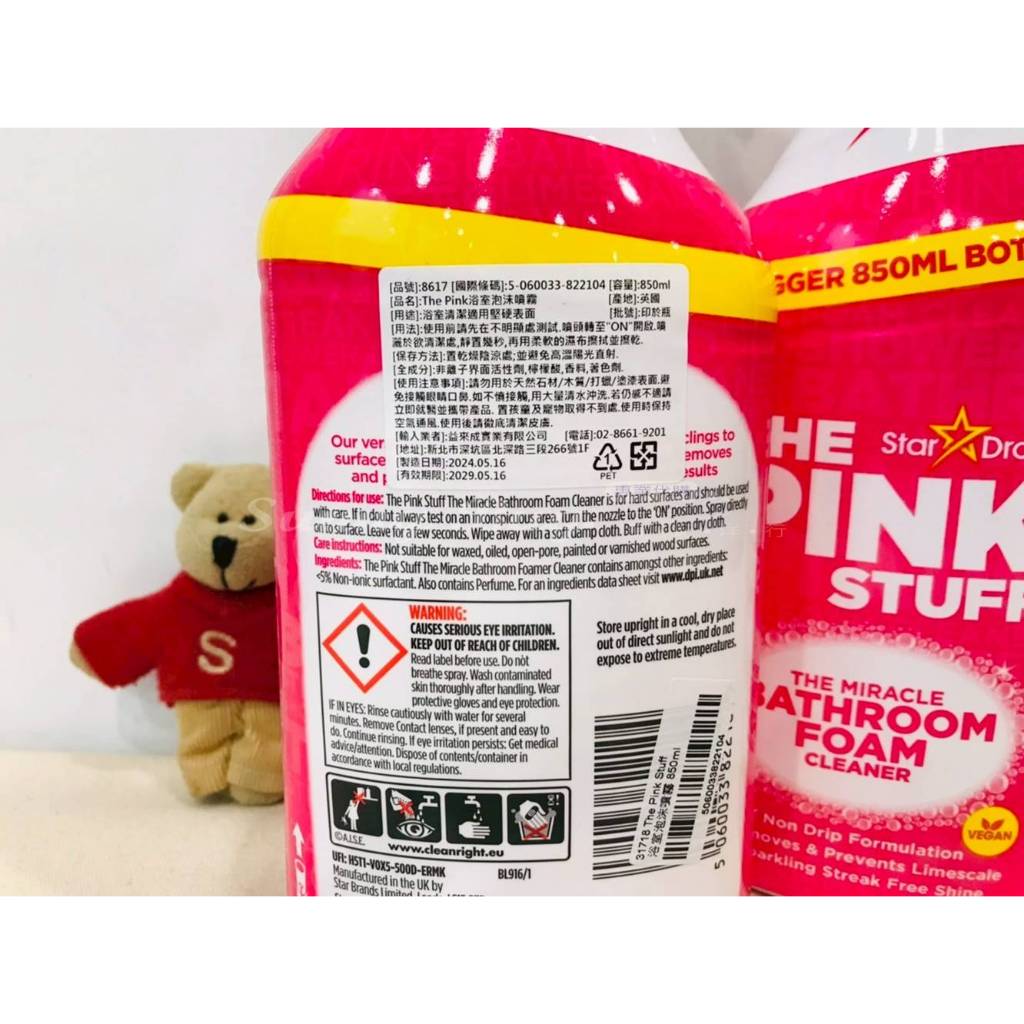 [品號]:8617 [國際條碼]:5-060033-822104 [容量]:850ml
[品名]:The Pink浴室泡沫噴霧 [產地]:英國
[用途]:浴室清潔適用堅硬表面 [批號]:印於瓶
[用法]:使用前請先在不明顯處測試.噴頭轉至"ON"開啟.噴
灑於欲清潔處,靜置幾秒,再用柔軟的濕布擦拭並擦乾.
[保存方法]:置乾燥陰涼處;並避免高溫陽光直射.
[全成分]:非離子界面活性劑,檸檬酸,香料,著色劑.
[使用注意事項]:請勿用於天然石材/木質/打蠟/塗漆表面.避
免接觸眼睛口鼻.如不慎接觸,用大量清水沖洗.若仍感不適請
立即就醫並攜帶產品. 置孩童及寵物取得不到處.使用時保持
空氣通風.使用後請徹底清潔皮膚.
[輸入業者]:益來成實業有限公司 [電話]:02-8661-9201
[地址]:新北市深坑區北深路三段266號1F
[製造日期]:2024.05.16
[有效期限]:2029.05.16
PET
Our ver clings to
surface emoves
and p esults
Directions for use: The Pink Stuff The Miracle Bathroom Foam Cleaner is for hard surfaces and should be used
with care. If in doubt always test on an inconspicuous area. Turn the nozzle to the 'ON' position. Spray directly
on to surface. Leave for a few seconds. Wipe away with a soft damp cloth. Buff with a clean dry cloth.
Care instructions: Not suitable for waxed, oiled, open-pore, painted or varnished wood surfaces.
Ingredients: The Pink Stuff The Miracle Bathroom Foamer Cleaner contains amongst other ingredients:
<5% Non-ionic surfactant. Also contains Perfume. For an ingredients data sheet visit www.dpi.uk.net
WARNING:
CAUSES SERIOUS EYE IRRITATION.
KEEP OUT OF REACH OF CHILDREN.
Read label before use. Do not
breathe spray. Wash contaminated
skin thoroughly after handling. Wear
protective gloves and eye protection.
IF IN EYES: Rinse cautiously with water for several
minutes. Remove Contact lenses, if present and easy to
do. Continue rinsing. If eye irritation persists: Get medical
advice/attention. Dispose of contents/container in
accordance with local regulations.
©A.I.S.E.
www.cleanright.eu
UFI: H5T1-V0X5-500D-ERMK BL916/1
Manufactured in the UK by
Star Brands Limited,
Store upright in a cool, dry place
out of direct sunlight and do not
expose to extreme temperatures.
31718 The Pink Stuff
浴室泡沫噴霧 850ml
5060033822104
5 060033 822
S
GGER 850ML BOT
THE
PINK
STUFF
Star Dro
THE MIRACLE
BATHROOM
FOAM
CLEANER
VEGAN
Non Drip Formulation
moves & Prevents Limescale
arkling Streak Free Shine